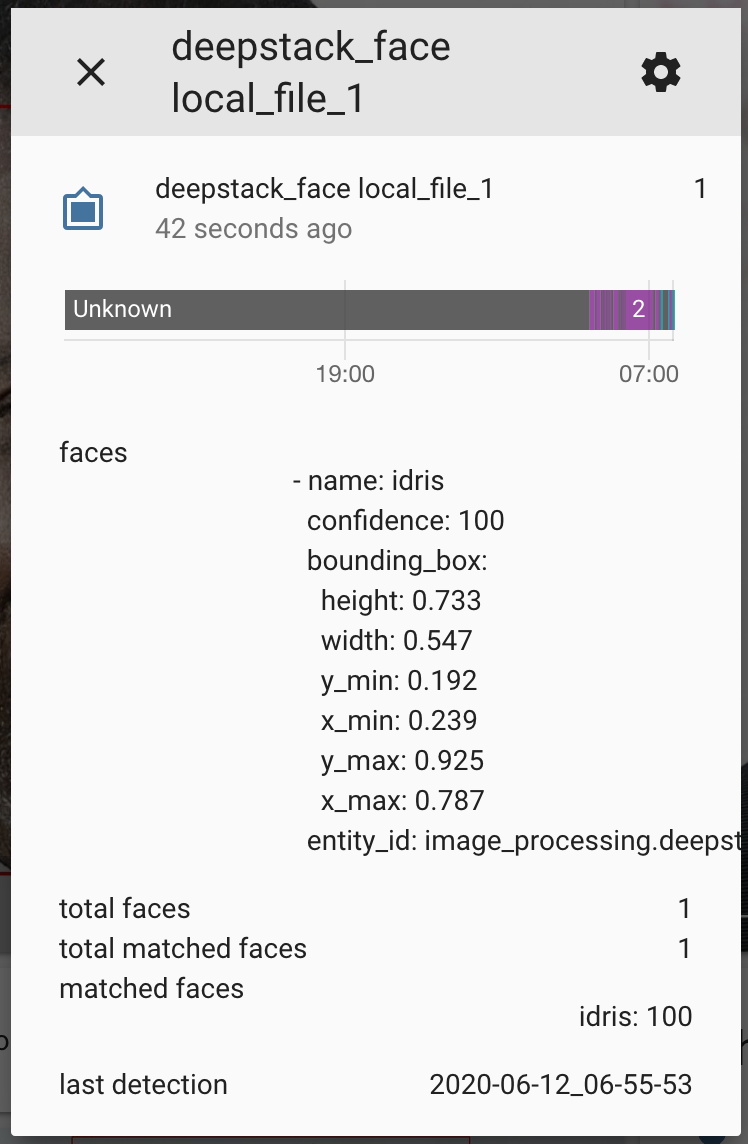 deepstack_face
local_file_1
deepstack_face local_file_1 1
42 seconds ago
Unknown 2
19:00 07:00
faces
- name: idris
confidence: 100
bounding_box:
height: 0.733
width: 0.547
y_min: 0.192
x_min: 0.239
y_max: 0.925
x_max: 0.787
entity_id: image_processing.deepst
total faces 1
total matched faces 1
matched faces
idris: 100
last detection 2020-06-12_06-55-53